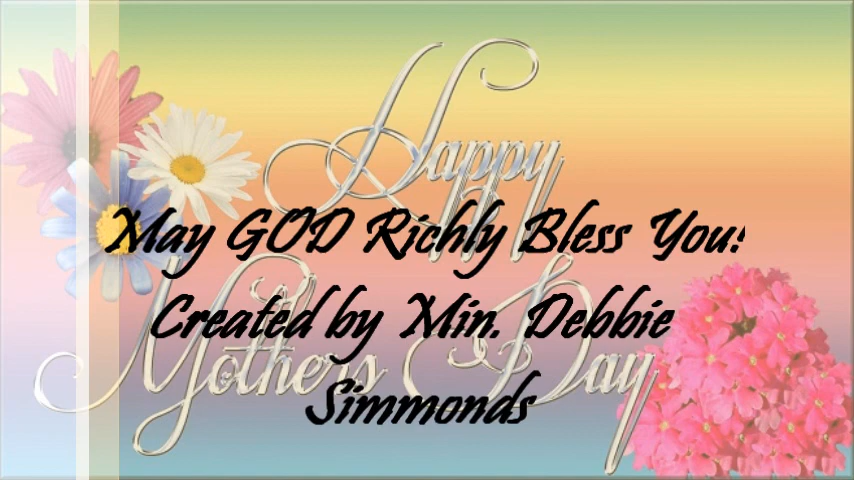 Happy
May GOD Richly Bless You!
Created by Min. Debbie
Mothers Day
Simmonds